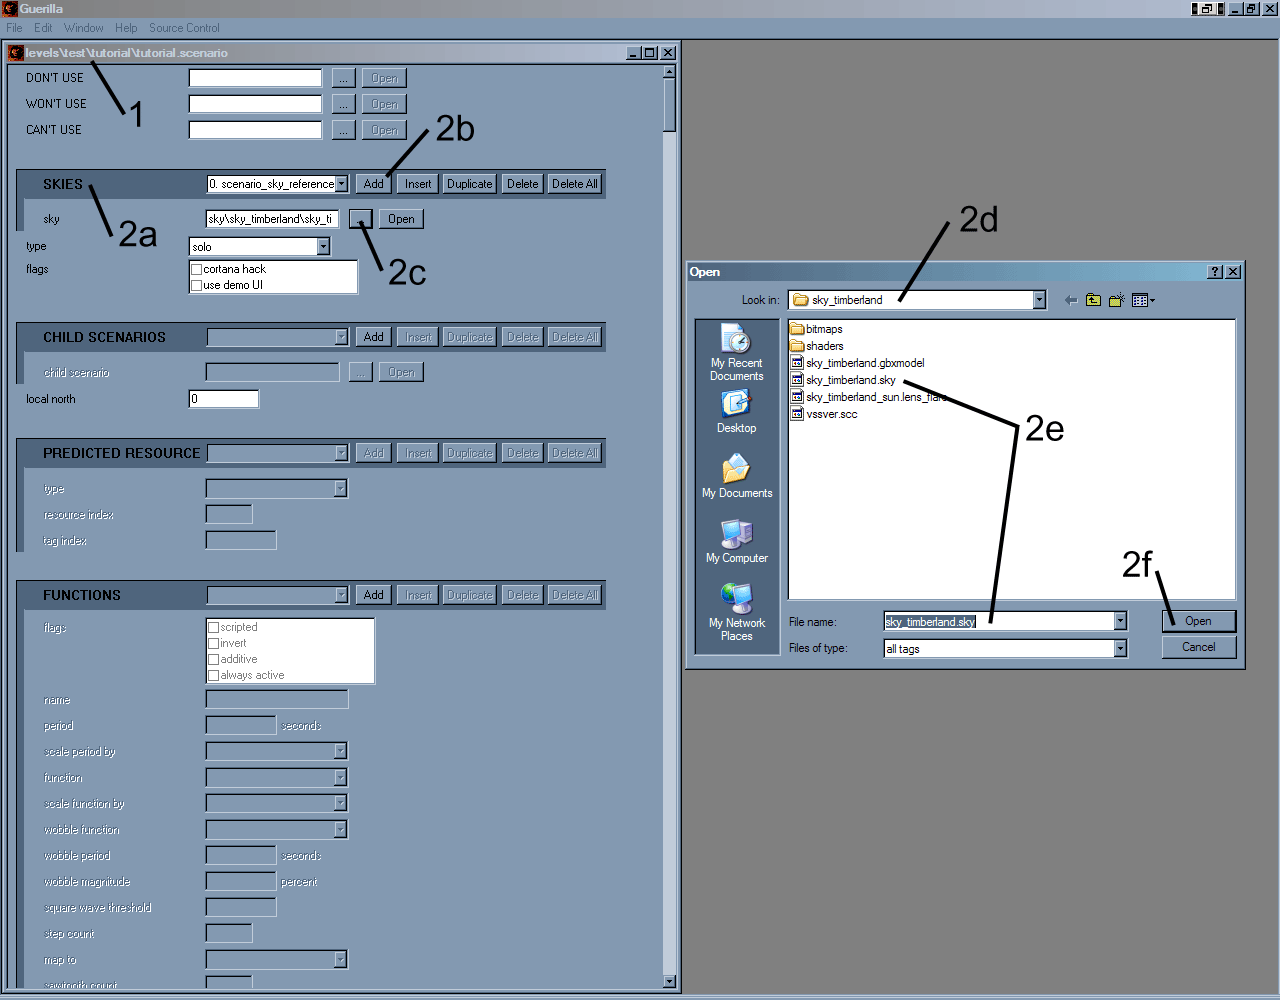 Guerilla
File Edit Window Help Source Control
levels\test\tutorial\tutorial.scenario
DON'T USE ... Open
WON'T USE ... Open
CAN'T USE ... Open
1
2b
SKIES 0. scenario_sky_reference Add Insert Duplicate Delete Delete All
sky sky\sky_timberland\sky_ti ... Open
2a
type solo
2c
flags cortana hack
use demo UI
CHILD SCENARIOS Add Insert Duplicate Delete Delete All
child scenario ... Open
local north 0
PREDICTED RESOURCE Add Insert Duplicate Delete Delete All
type
resource index
tag index
FUNCTIONS Add Insert Duplicate Delete Delete All
flags scripted
invert
additive
always active
name
period seconds
scale period by
function
scale function by
wobble function
wobble period seconds
wobble magnitude percent
square wave threshold
step count
map to
sawtooth count
2d
Open
Look in: sky_timberland
My Recent
Documents
Desktop
My Documents
My Computer
My Network
Places
bitmaps
shaders
sky_timberland.gbxmodel
sky_timberland.sky
sky_timberland_sun.lens_flare
vssver.scc
2e
2f
File name: sky_timberland.sky Open
Files of type: all tags Cancel